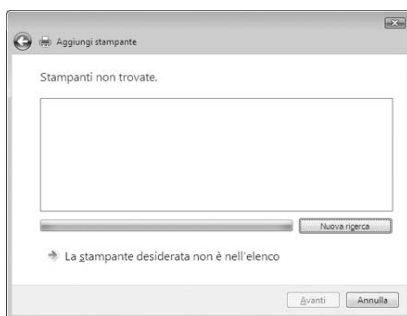 Aggiungi stampante
Stampanti non trovate.
Nuova ricerca
La stampante desiderata non è nell'elenco
Avanti
Annulla